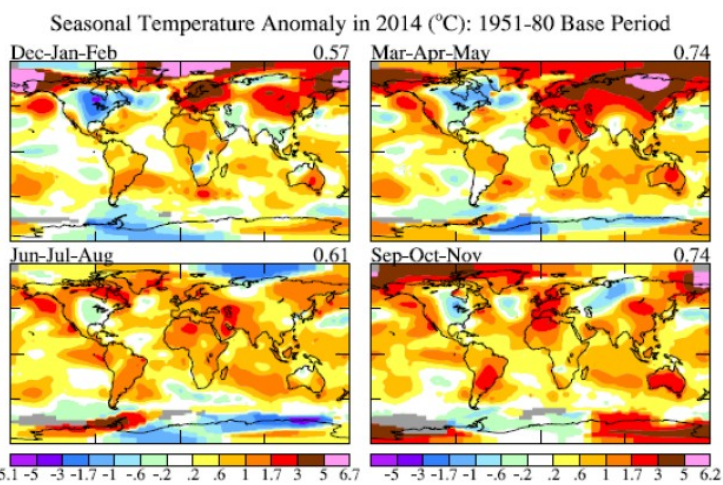 Seasonal Temperature Anomaly in 2014 (°C): 1951-80 Base Period
Dec-Jan-Feb 0.57 Mar-Apr-May 0.74
Jun-Jul-Aug 0.61 Sep-Oct-Nov 0.74
5.1 -5 -3 -1.7 -1 -.6 -.2 .2 .6 1 1.7 3 5 6.7 -5 -3 -1.7 -1 -.6 -.2 .2 .6 1 1.7 3 5 6.2